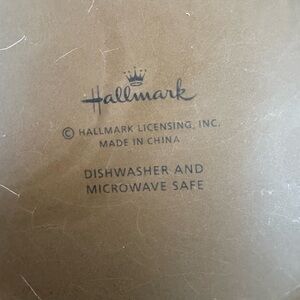 Hallmark
© HALLMARK LICENSING, INC.
MADE IN CHINA
DISHWASHER AND
MICROWAVE SAFE